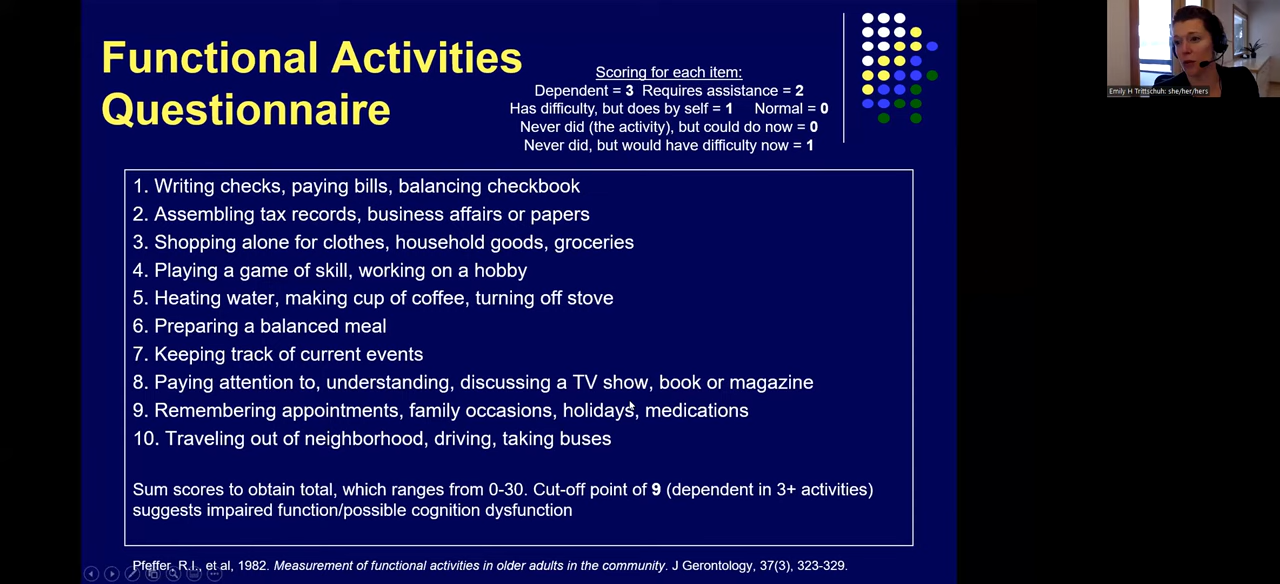 Functional Activities
Questionnaire
Scoring for each item:
Dependent = 3  Requires assistance = 2
Has difficulty, but does by self = 1  Normal = 0
Never did (the activity), but could do now = 0
Never did, but would have difficulty now = 1
1. Writing checks, paying bills, balancing checkbook
2. Assembling tax records, business affairs or papers
3. Shopping alone for clothes, household goods, groceries
4. Playing a game of skill, working on a hobby
5. Heating water, making cup of coffee, turning off stove
6. Preparing a balanced meal
7. Keeping track of current events
8. Paying attention to, understanding, discussing a TV show, book or magazine
9. Remembering appointments, family occasions, holidays, medications
10. Traveling out of neighborhood, driving, taking buses
Sum scores to obtain total, which ranges from 0-30. Cut-off point of 9 (dependent in 3+ activities)
suggests impaired function/possible cognition dysfunction
Pfeffer, R.I., et al, 1982. Measurement of functional activities in older adults in the community. J Gerontology, 37(3), 323-329.
Emily H Trittschuh: she/her/hers